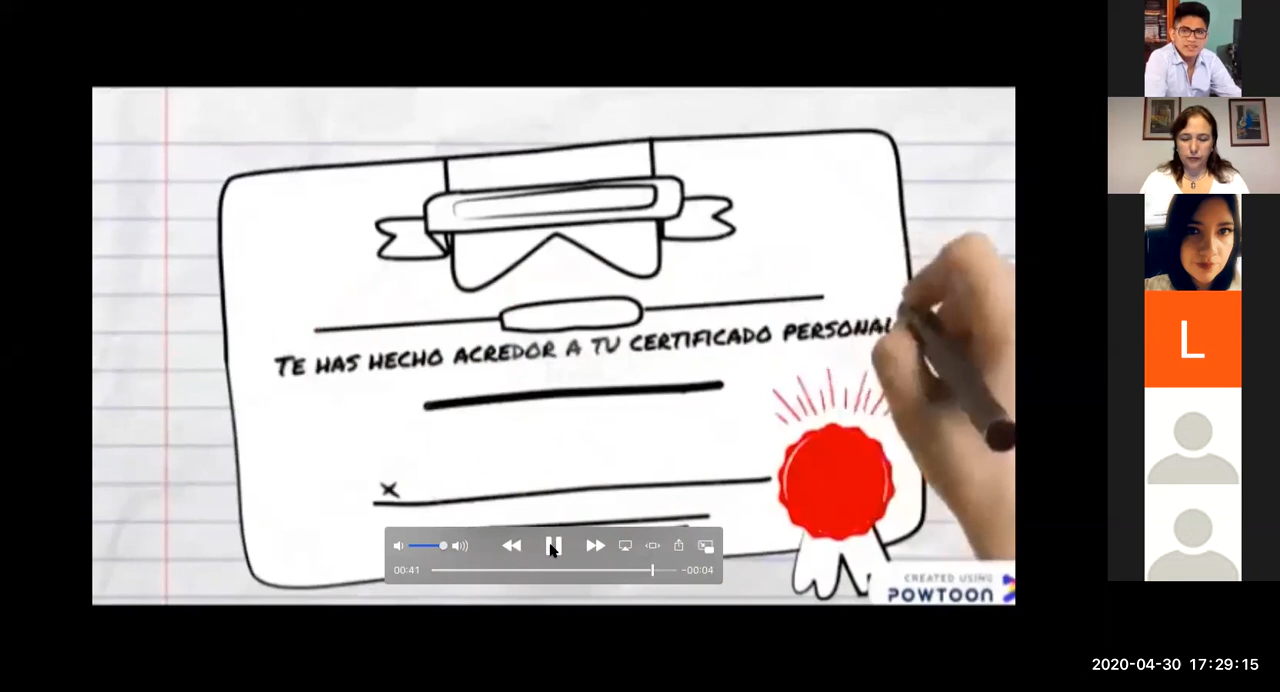 TE HAS HECHO ACREDOR A TU CERTIFICADO PERSONAL
x
00:41
-00:04
CREATED USING
POWTOON
L
2020-04-30 17:29:15